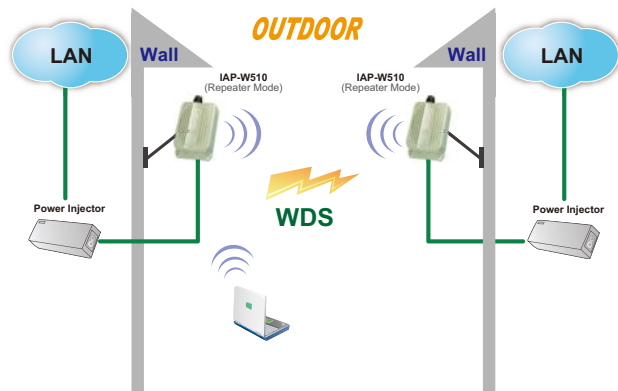 OUTDOOR
LAN
Wall
Wall
LAN
IAP-W510
(Repeater Mode)
IAP-W510
(Repeater Mode)
WDS
Power Injector
Power Injector